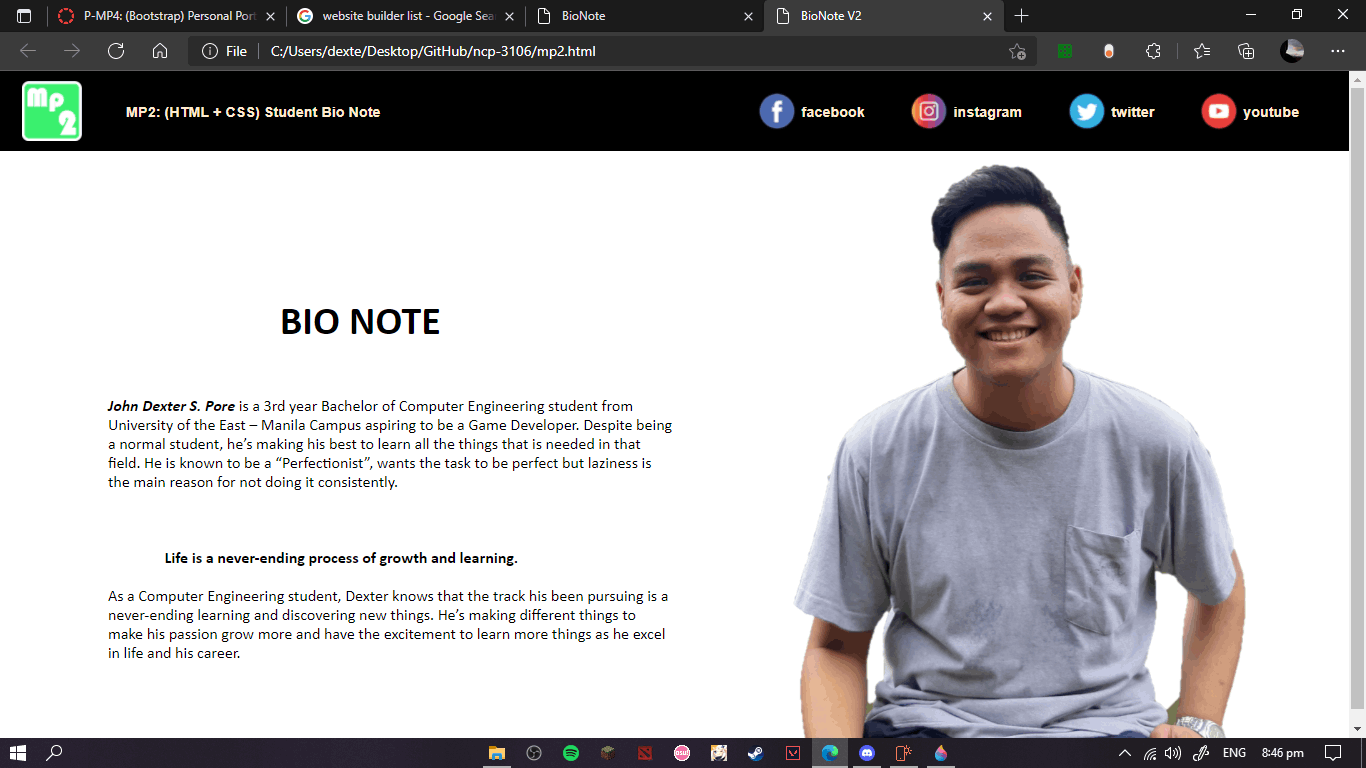 P-MP4: (Bootstrap) Personal Port
website builder list - Google Sear
BioNote
BioNote V2
File
C:/Users/dexte/Desktop/GitHub/ncp-3106/mp2.html
MP2
MP2: (HTML + CSS) Student Bio Note
facebook
instagram
twitter
youtube
BIO NOTE
John Dexter S. Pore is a 3rd year Bachelor of Computer Engineering student from
University of the East – Manila Campus aspiring to be a Game Developer. Despite being
a normal student, he’s making his best to learn all the things that is needed in that
field. He is known to be a “Perfectionist”, wants the task to be perfect but laziness is
the main reason for not doing it consistently.
Life is a never-ending process of growth and learning.
As a Computer Engineering student, Dexter knows that the track his been pursuing is a
never-ending learning and discovering new things. He’s making different things to
make his passion grow more and have the excitement to learn more things as he excel
in life and his career.
osu!
ENG
8:46 pm